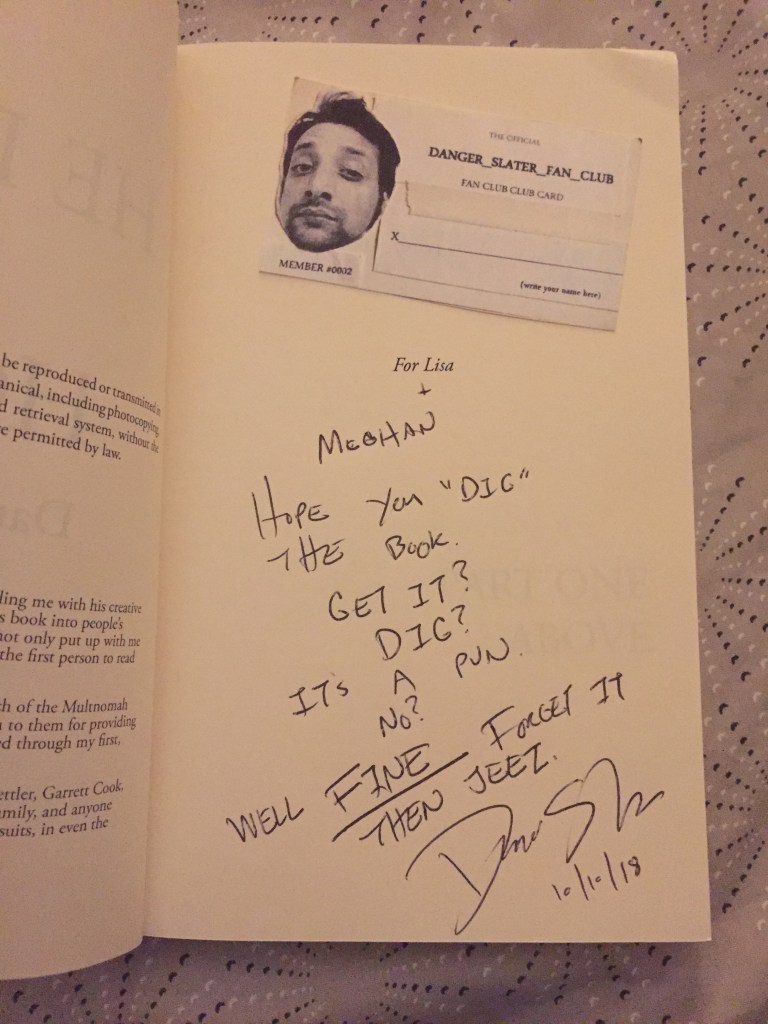 be reproduced or transmitted in
anical, including photocopying,
d retrieval system, without the
e permitted by law.
ding me with his creative
s book into people's
not only put up with me
the first person to read
h of the Multnomah
u to them for providing
ed through my first,
ettler, Garrett Cook,
mily, and anyone
suits, in even the
THE OFFICIAL
DANGER_SLATER_FAN_CLUB
FAN CLUB CLUB CARD
X
(write your name here)
MEMBER #0002
For Lisa
+
MEGHAN
HOPE YOU "DIG"
THE BOOK.
GET IT?
DIG?
ITS A PUN.
NO?
WELL FINE FORGET IT
THEN JEEZ.
10/10/18